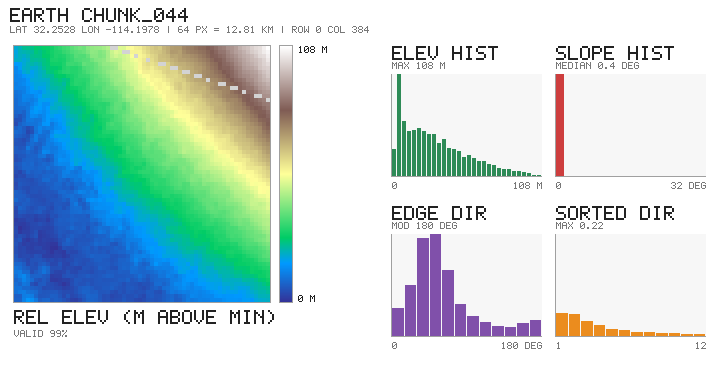 EARTH CHUNK_044
LAT 32.2528 LON -114.1978 | 64 PX = 12.81 KM | ROW 0 COL 384
108 M
0 M
REL ELEV (M ABOVE MIN)
VALID 99%
ELEV HIST
MAX 108 M
0 108 M
SLOPE HIST
MEDIAN 0.4 DEG
0 32 DEG
EDGE DIR
MOD 180 DEG
0 180 DEG
SORTED DIR
MAX 0.22
1 12